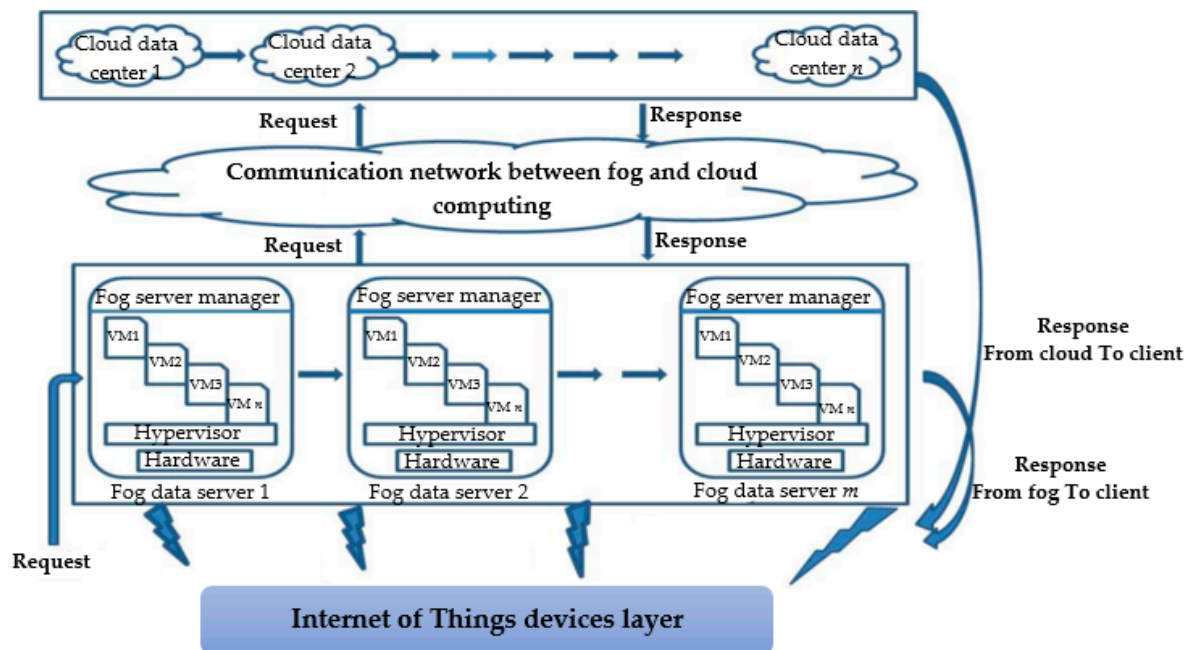 Cloud data
center 1
Cloud data
center 2
Cloud data
center n
Request
Response
Communication network between fog and cloud
computing
Request
Response
Fog server manager
VM1
VM2
VM3
VM n
Hypervisor
Hardware
Fog data server 1
Fog server manager
VM1
VM2
VM3
VM n
Hypervisor
Hardware
Fog data server 2
Fog server manager
VM1
VM2
VM3
VM n
Hypervisor
Hardware
Fog data server m
Response
From cloud To client
Response
From fog To client
Request
Internet of Things devices layer